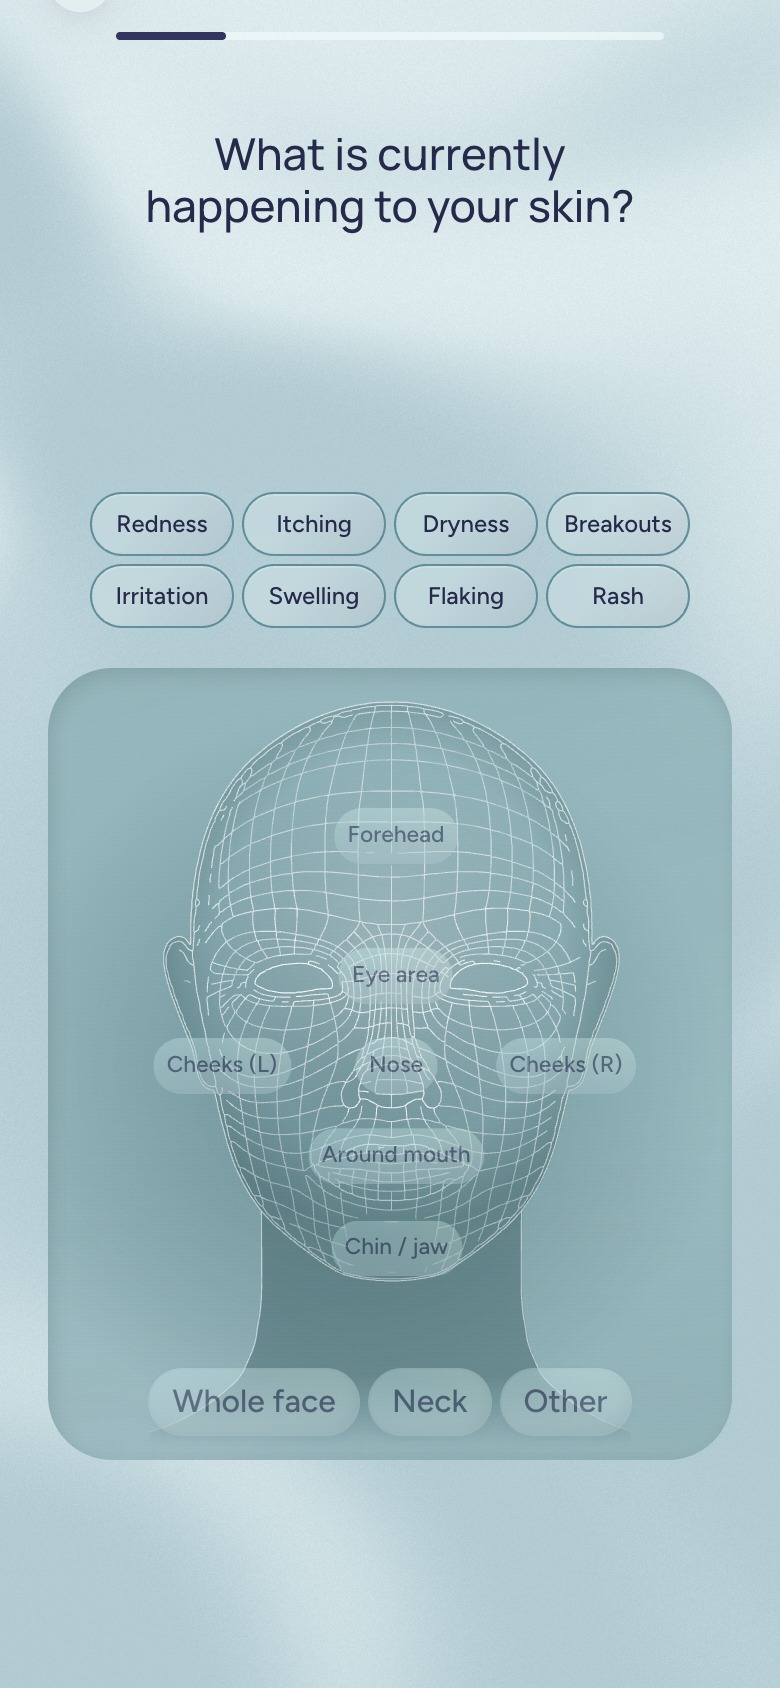 What is currently
happening to your skin?
Redness Itching Dryness Breakouts
Irritation Swelling Flaking Rash
Forehead
Eye area
Cheeks (L) Nose Cheeks (R)
Around mouth
Chin / jaw
Whole face Neck Other